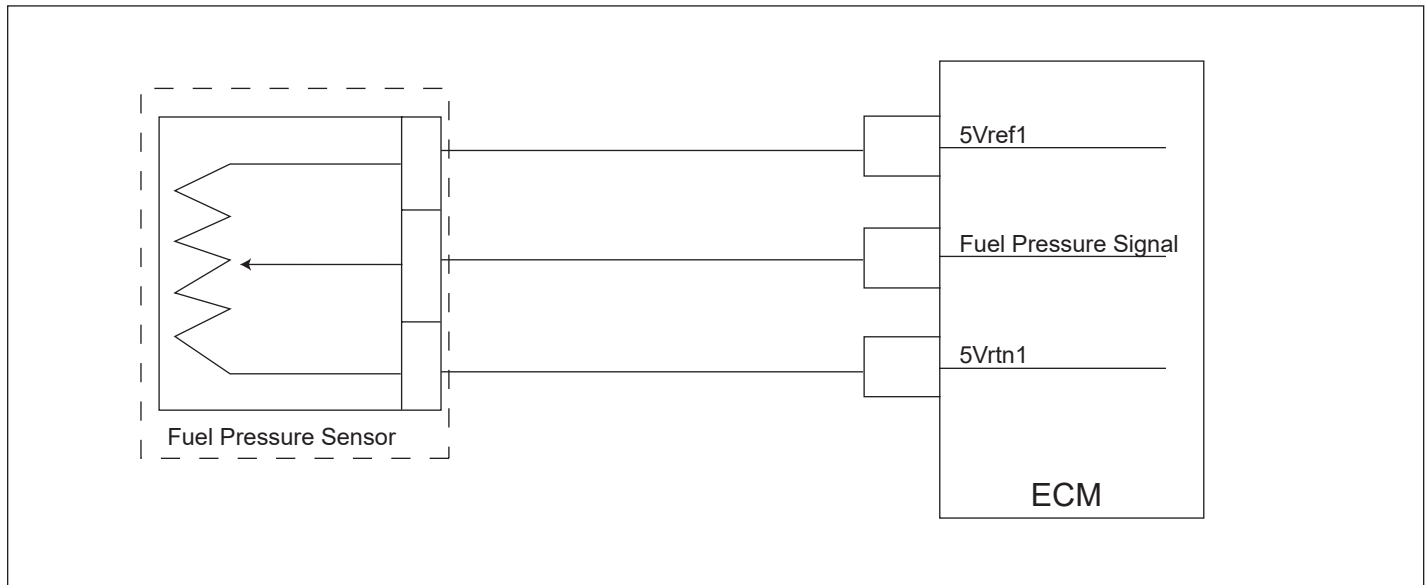 5Vref1
Fuel Pressure Signal
5Vrtn1
Fuel Pressure Sensor
ECM